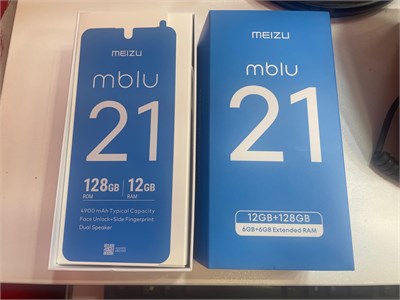 MEIZU
mblu
21
128GB 12GB
ROM RAM
4900 mAh Typical Capacity
Face Unlock+Side Fingerprint
Dual Speaker
MEIZU
mblu
21
12GB+128GB
6GB+6GB Extended RAM